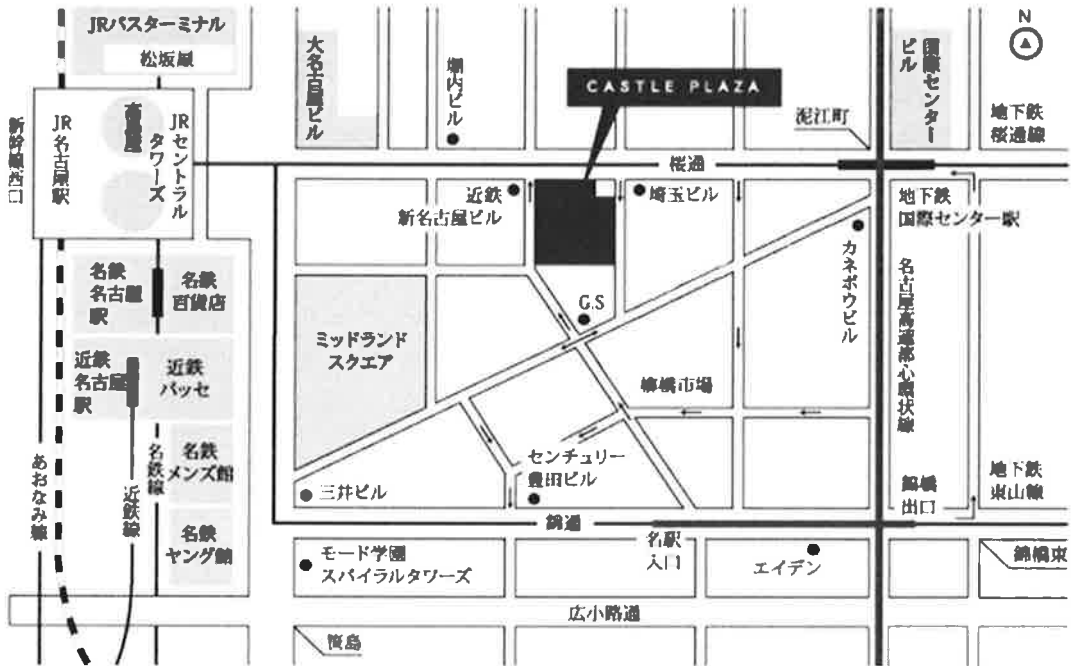 JRバスターミナル
松坂屋
大名古屋ビル
堀内ビル
CASTLE PLAZA
泥江町
国際センター
ビル
N
地下鉄
桜通線
新幹線西口
JR名古屋駅
JRセントラル
タワーズ
桜通
近鉄
新名古屋ビル
埼玉ビル
地下鉄
国際センター駅
カネボウビル
名古屋高速都心環状線
名鉄
名古屋
駅
名鉄
百貨店
G.S
ミッドランド
スクエア
近鉄
名古屋
駅
近鉄
パッセ
柳橋市場
名鉄
メンズ館
名鉄線
近鉄線
あおなみ線
センチュリー
豊田ビル
三井ビル
錦橋
出口
地下鉄
東山線
錦通
名鉄
ヤング館
名駅
入口
モード学園
スパイラルタワーズ
エイデン
錦橋東
広小路通
笹島